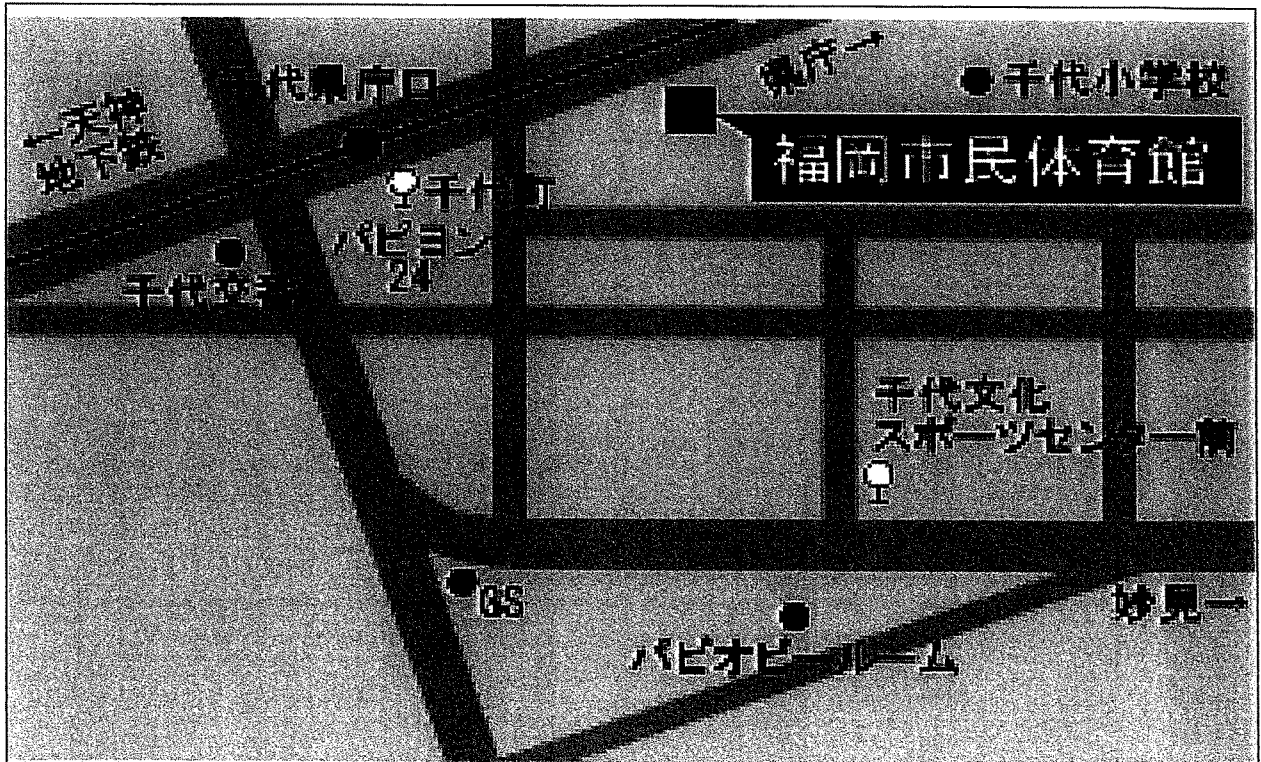 千代県庁口
千代小学校
←天神
地下鉄
福岡市民体育館
千代町
パピヨン
24
千代交番
千代文化
スポーツセンター前
GS
妙見→
パピオビールーム